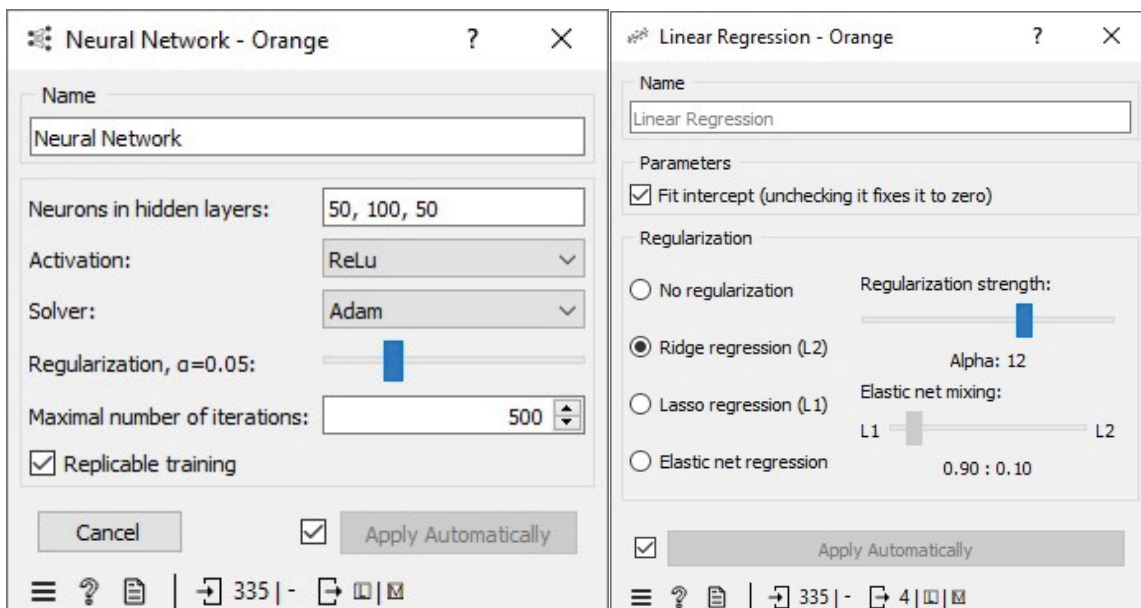 Neural Network - Orange ? X
Name
Neural Network
Neurons in hidden layers: 50, 100, 50
Activation: ReLu
Solver: Adam
Regularization, α=0.05:
Maximal number of iterations: 500
Replicable training
Cancel Apply Automatically
? 335 | - L | M
Linear Regression - Orange ? X
Name
Linear Regression
Parameters
Fit intercept (unchecking it fixes it to zero)
Regularization
No regularization
Ridge regression (L2)
Lasso regression (L1)
Elastic net regression
Regularization strength:
Alpha: 12
Elastic net mixing:
L1 L2
0.90 : 0.10
Apply Automatically
? 335 | - 4 | L | M